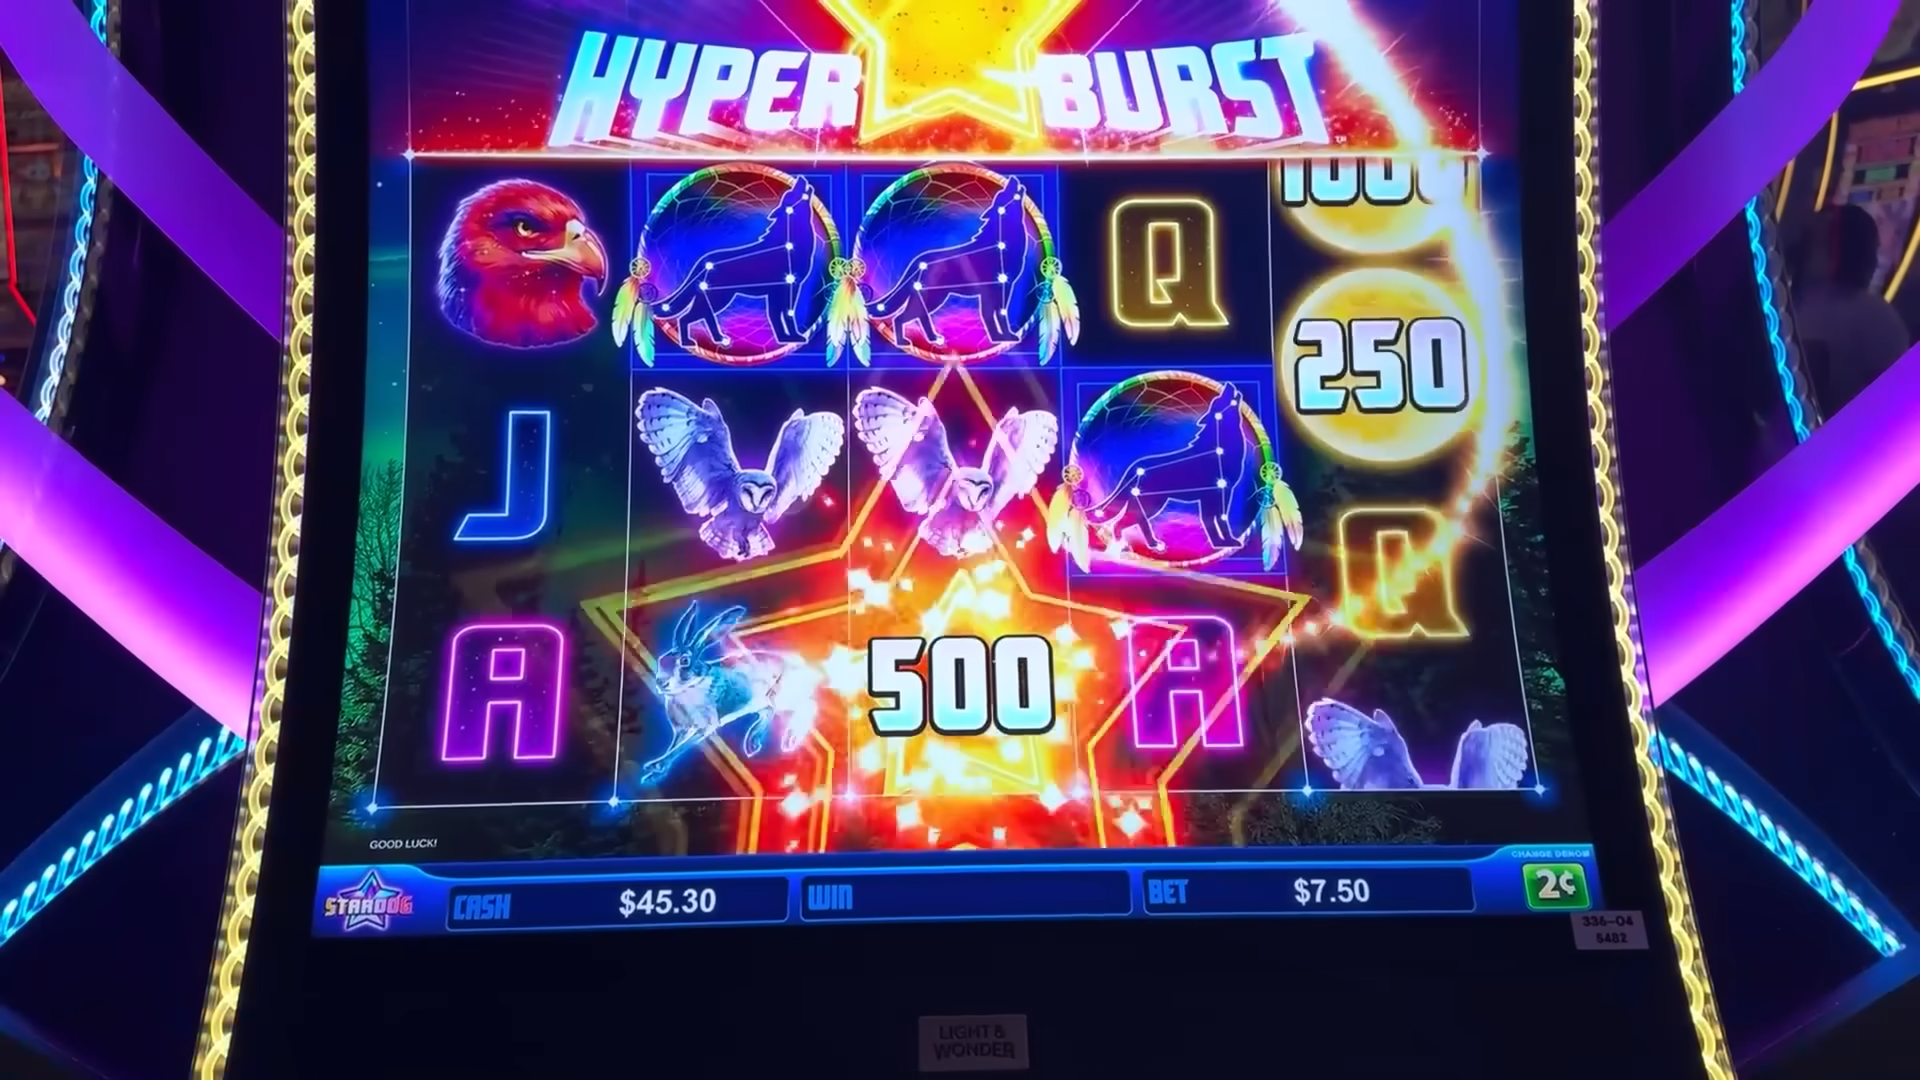 HYPER BURST
Q
1000
250
J
Q
A
500
A
GOOD LUCK!
STARDOG
CASH $45.30 WIN BET $7.50
CHANGE DENOM
2¢
336-04
5482
LIGHT &
WONDER